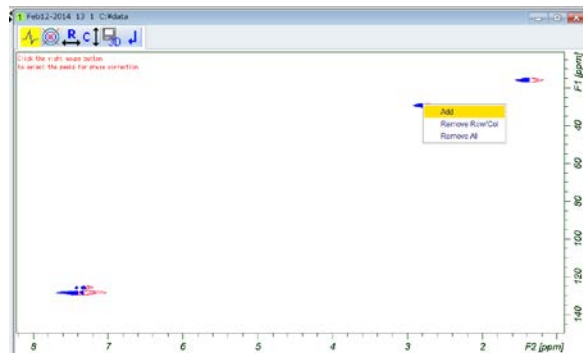 1 Feb12-2014 13 1 C:¥data
R C 3D
Click the right mouse button
to select the peaks for phase correction
Add
Remove Row/Col
Remove All
F1 [ppm]
40
60
80
100
120
140
8 7 6 5 4 3 2 F2 [ppm]